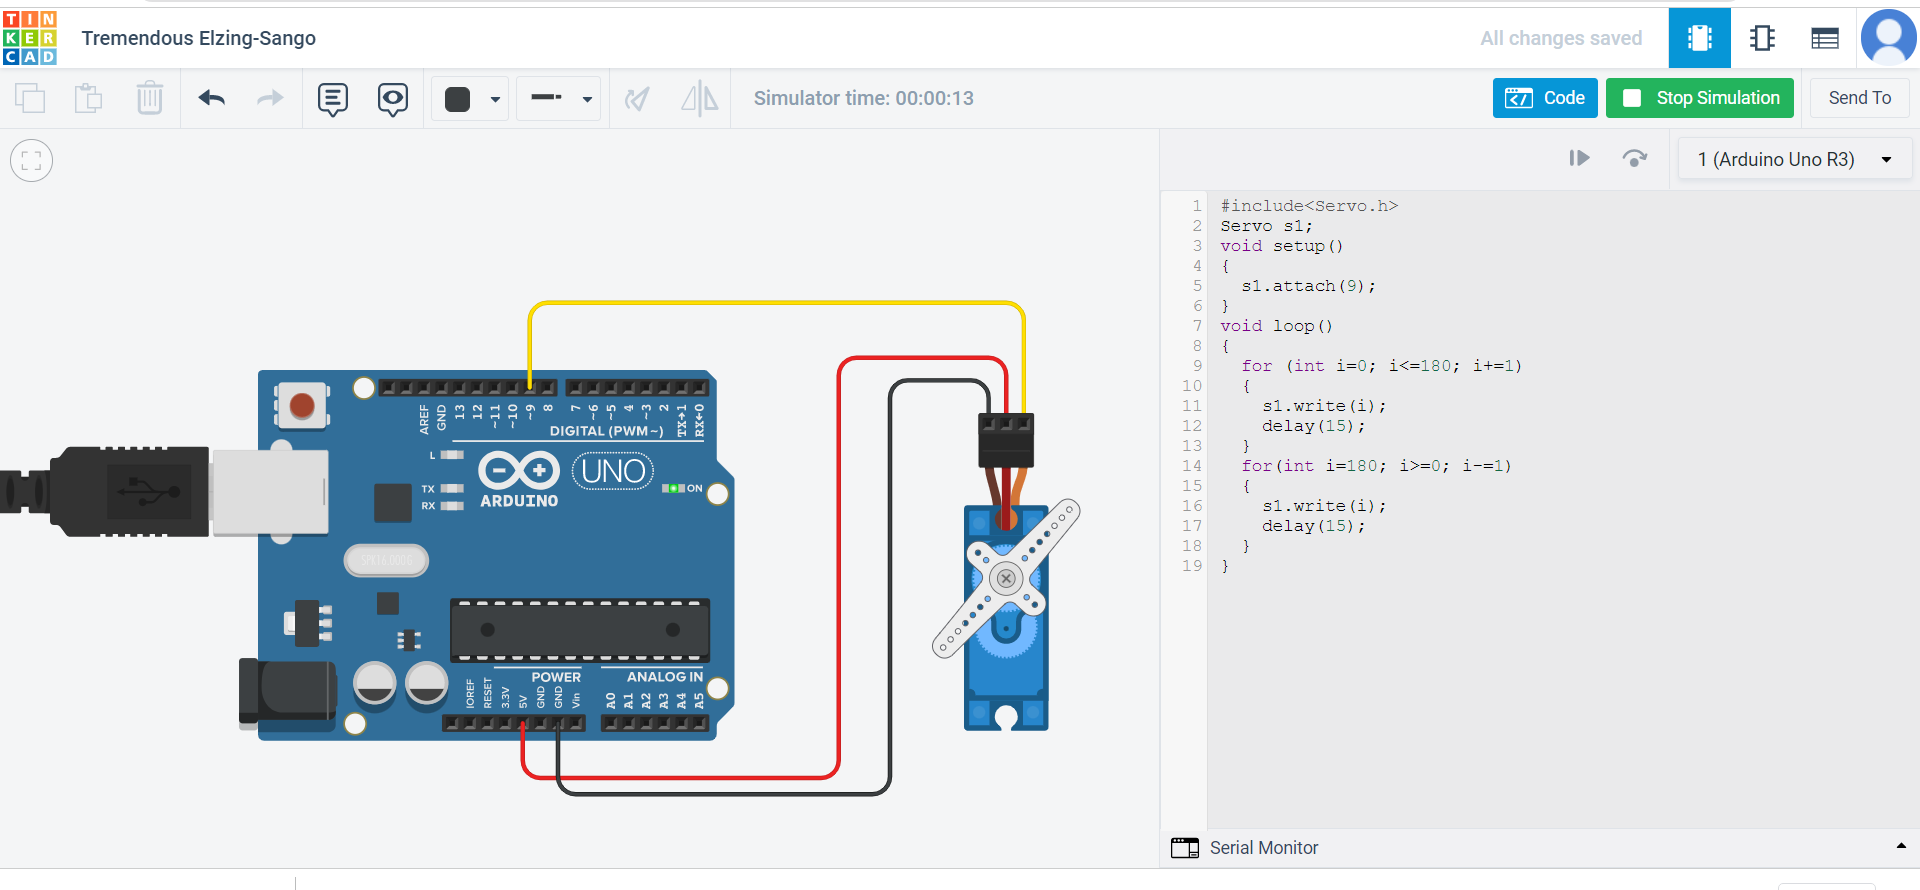 TINKERCAD
Tremendous Elzing-Sango
All changes saved
Simulator time: 00:00:13
Code
Stop Simulation
Send To
1 (Arduino Uno R3)
AREF
GND
13
12
~11
~10
~9
8
7
~6
~5
4
~3
2
TX→1
RX←0
DIGITAL (PWM~)
L
TX
RX
ARDUINO
UNO
ON
POWER
ANALOG IN
IOREF
RESET
3.3V
5V
GND
GND
Vin
A0
A1
A2
A3
A4
A5
1 #include<Servo.h>
2 Servo s1;
3 void setup()
4 {
5   s1.attach(9);
6 }
7 void loop()
8 {
9   for (int i=0; i<=180; i+=1)
10   {
11     s1.write(i);
12     delay(15);
13   }
14   for(int i=180; i>=0; i-=1)
15   {
16     s1.write(i);
17     delay(15);
18   }
19 }
Serial Monitor